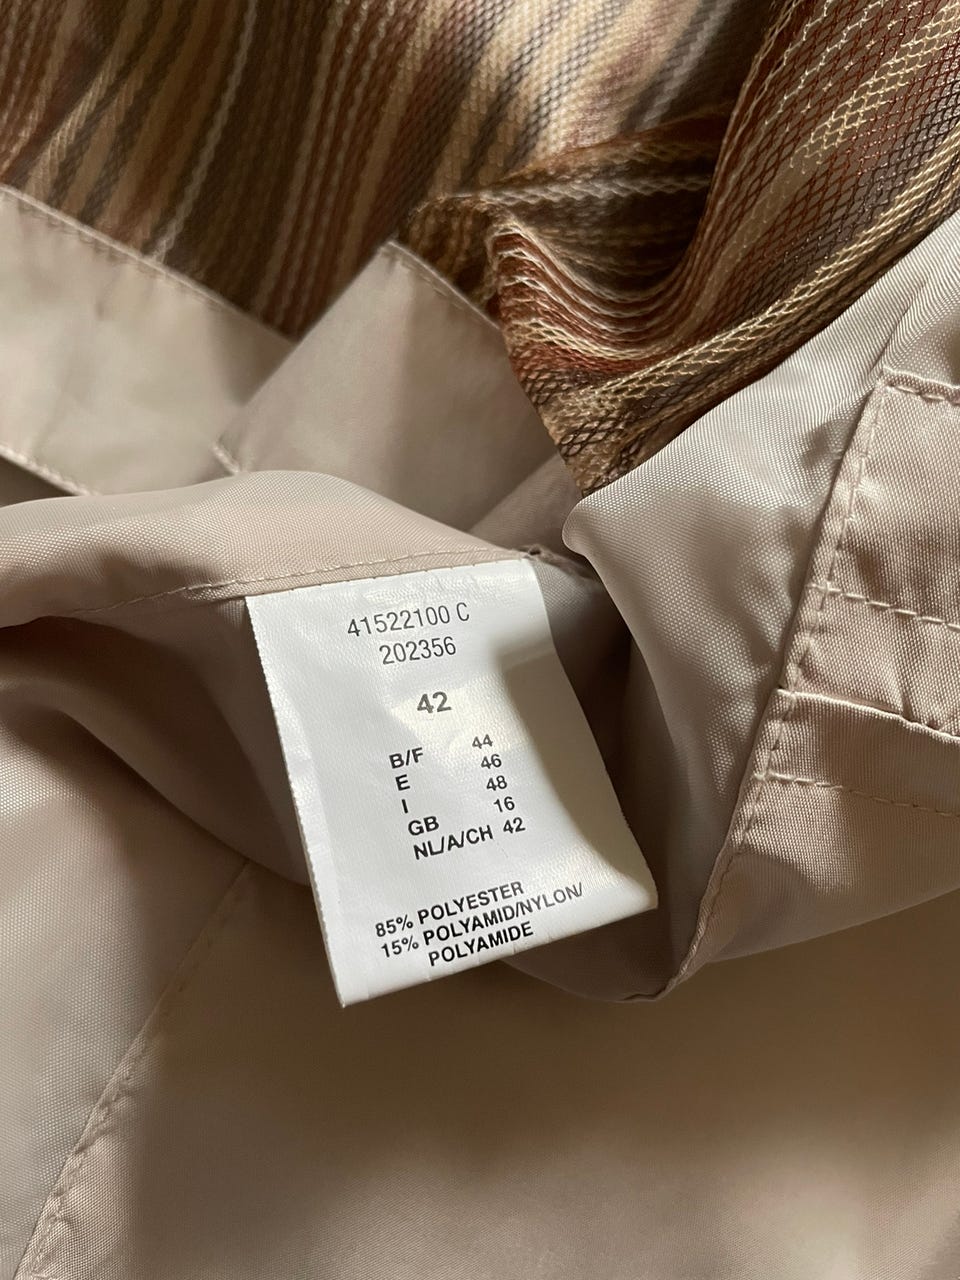 41522100 C
202356
42
B/F 44
E 46
I 48
GB 16
NL/A/CH 42
85% POLYESTER
15% POLYAMID/NYLON/
POLYAMIDE